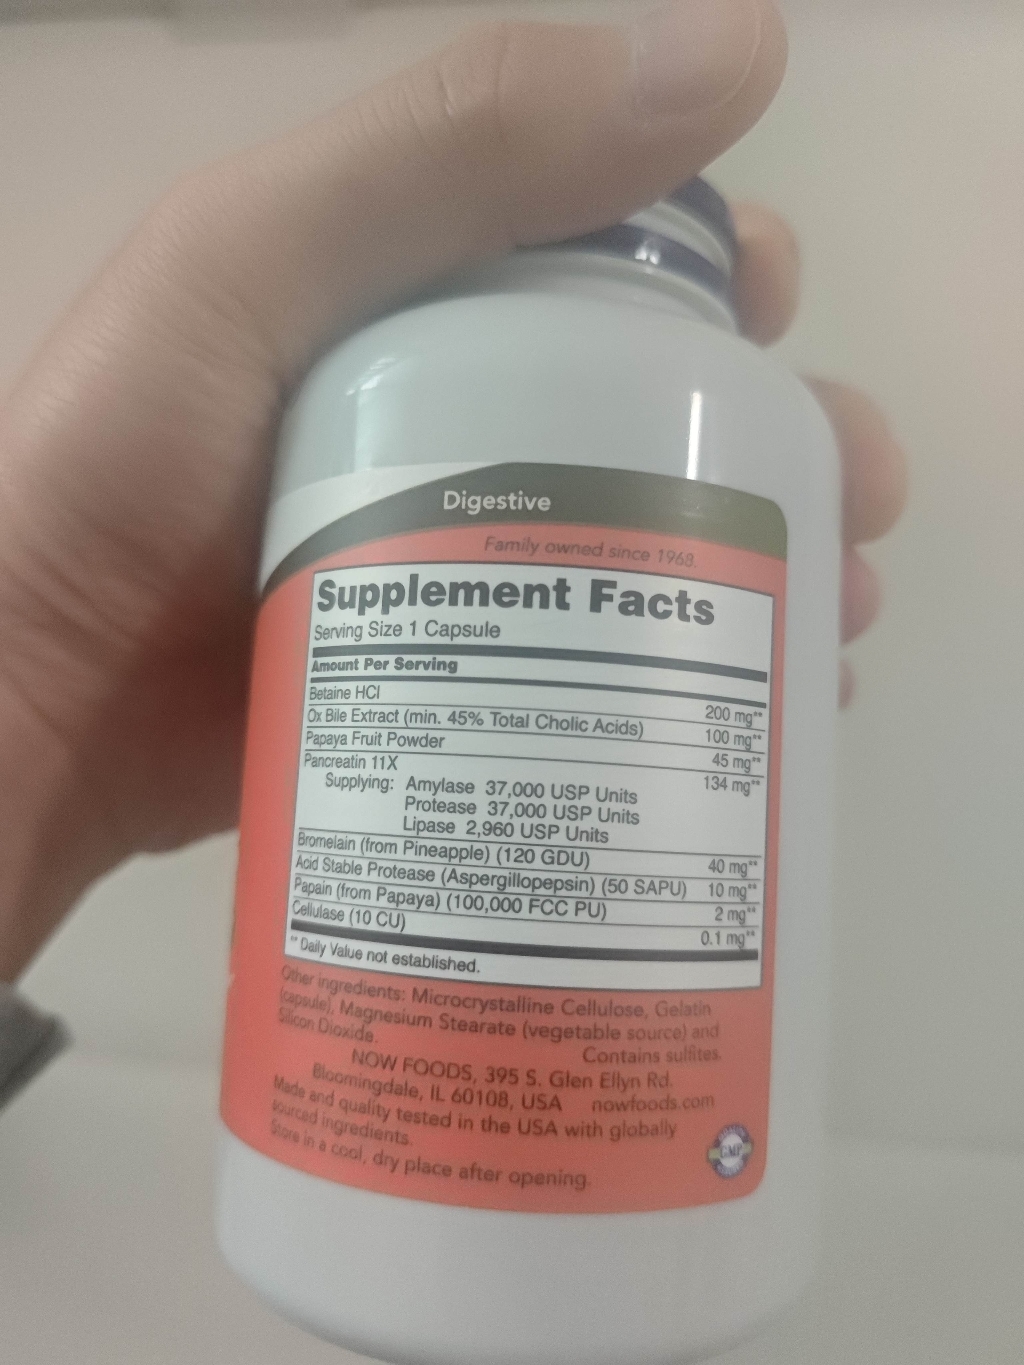 Digestive
Family owned since 1968.
Supplement Facts
Serving Size 1 Capsule
Amount Per Serving
Betaine HCl 200 mg**
Ox Bile Extract (min. 45% Total Cholic Acids) 100 mg**
Papaya Fruit Powder 45 mg**
Pancreatin 11X 134 mg**
Supplying: Amylase 37,000 USP Units
Protease 37,000 USP Units
Lipase 2,960 USP Units
Bromelain (from Pineapple) (120 GDU) 40 mg**
Acid Stable Protease (Aspergillopepsin) (50 SAPU) 10 mg**
Papain (from Papaya) (100,000 FCC PU) 2 mg**
Cellulase (10 CU) 0.1 mg**
** Daily Value not established.
Other ingredients: Microcrystalline Cellulose, Gelatin
(capsule), Magnesium Stearate (vegetable source) and
Silicon Dioxide.
Contains sulfites.
NOW FOODS, 395 S. Glen Ellyn Rd.
Bloomingdale, IL 60108, USA nowfoods.com
Made and quality tested in the USA with globally
sourced ingredients.
Store in a cool, dry place after opening.
GMP